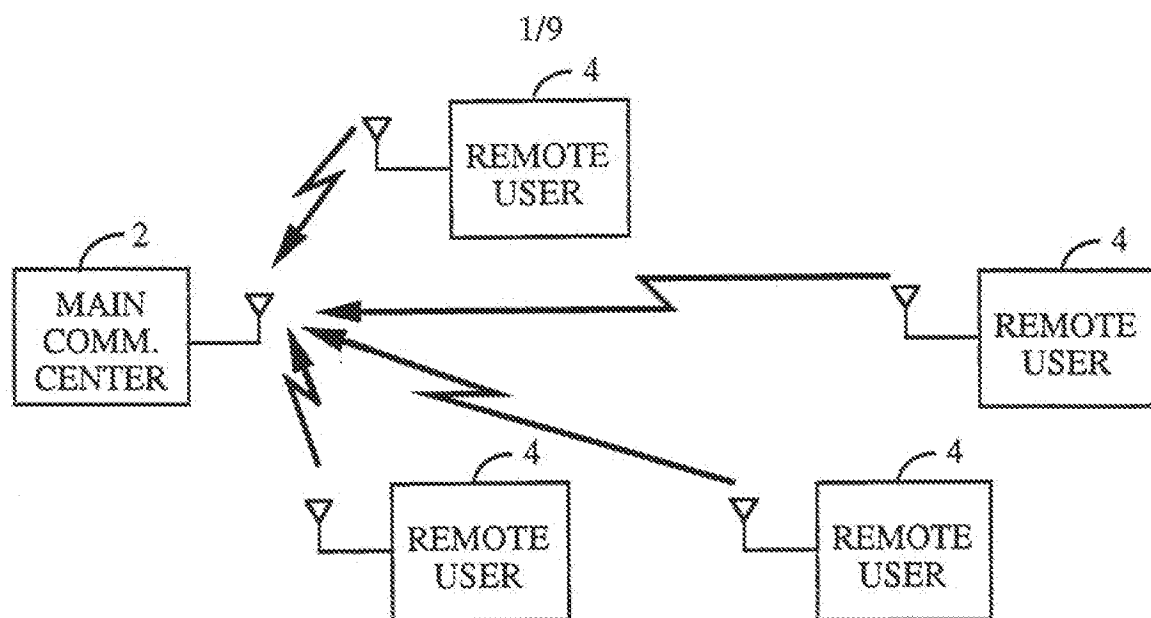 1/9
4
REMOTE
USER
2
MAIN
COMM.
CENTER
4
REMOTE
USER
4
REMOTE
USER
4
REMOTE
USER